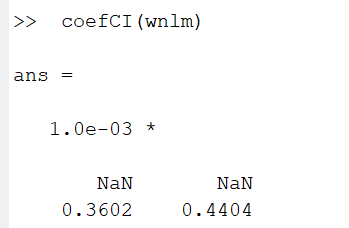 >> coefCI(wnlm)
ans =
1.0e-03 *
NaN NaN
0.3602 0.4404